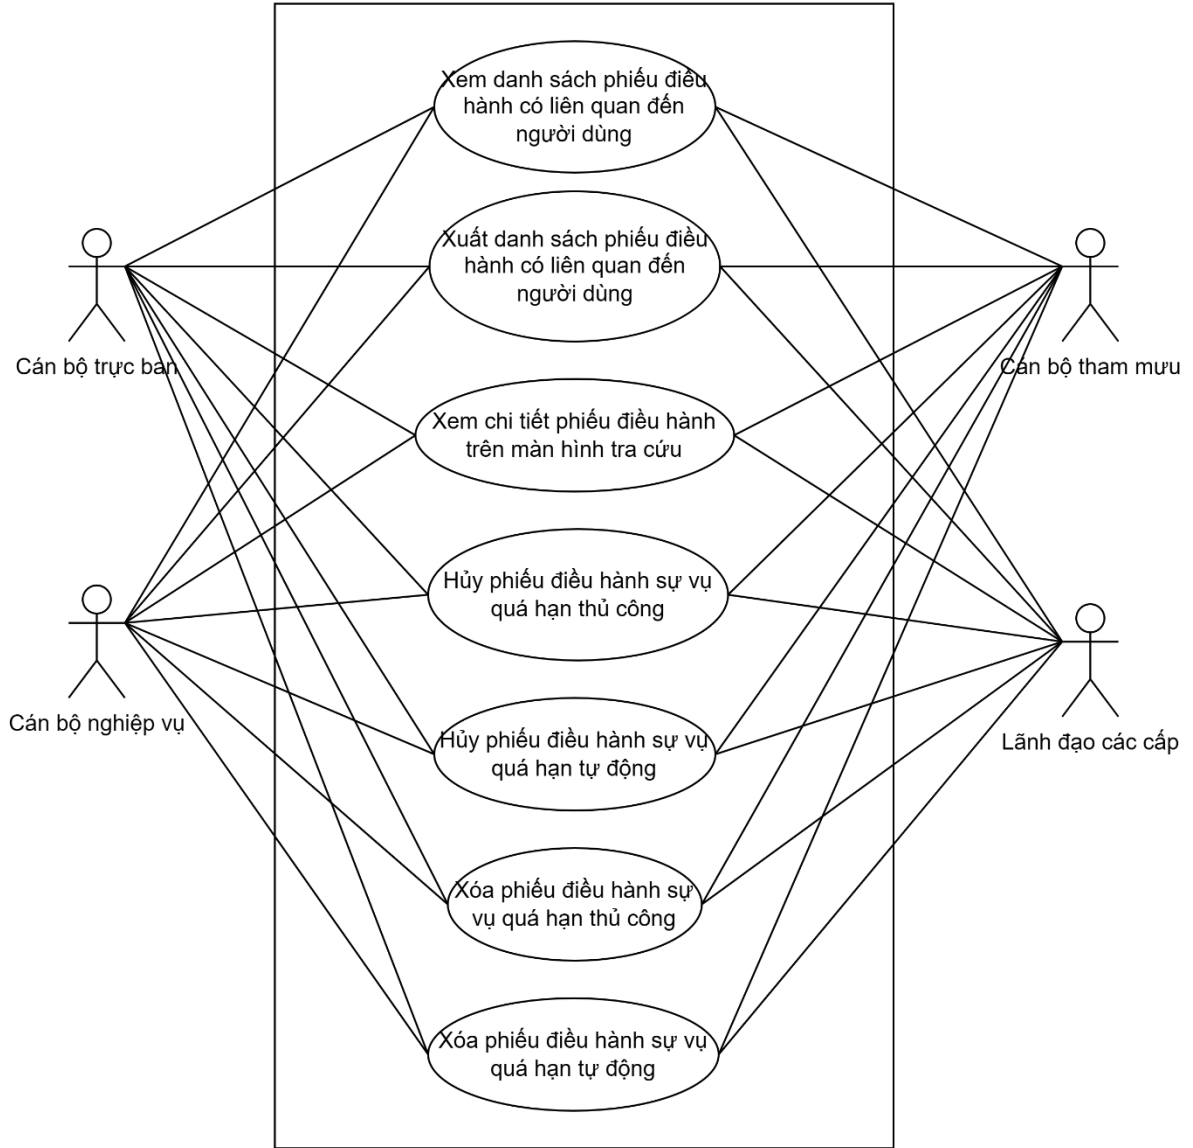 Xem danh sách phiếu điều
hành có liên quan đến
người dùng
Xuất danh sách phiếu điều
hành có liên quan đến
người dùng
Cán bộ trực ban
Cán bộ tham mưu
Xem chi tiết phiếu điều hành
trên màn hình tra cứu
Hủy phiếu điều hành sự vụ
quá hạn thủ công
Cán bộ nghiệp vụ
Lãnh đạo các cấp
Hủy phiếu điều hành sự vụ
quá hạn tự động
Xóa phiếu điều hành sự
vụ quá hạn thủ công
Xóa phiếu điều hành sự vụ
quá hạn tự động